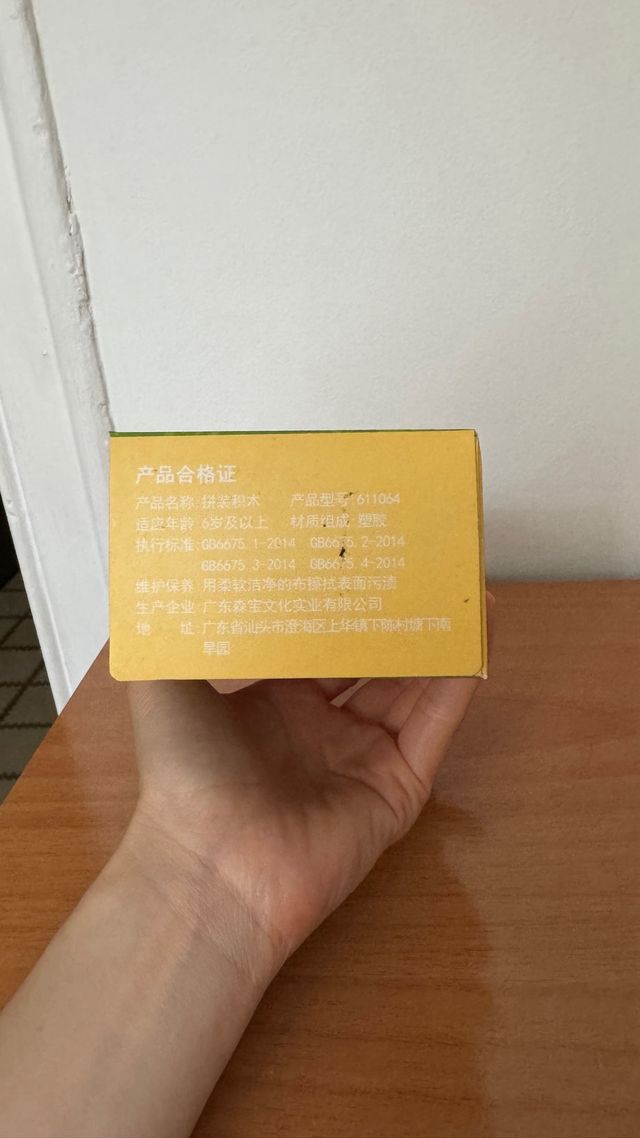 产品合格证
产品名称:拼装积木 产品型号:611064
适应年龄:6岁及以上 材质组成:塑胶
执行标准:GB6675.1-2014 GB6675.2-2014
GB6675.3-2014 GB6675.4-2014
维护保养:用柔软洁净的布擦拭表面污渍
生产企业:广东森宝文化实业有限公司
地 址:广东省汕头市澄海区上华镇下陈村塘下南
旱园